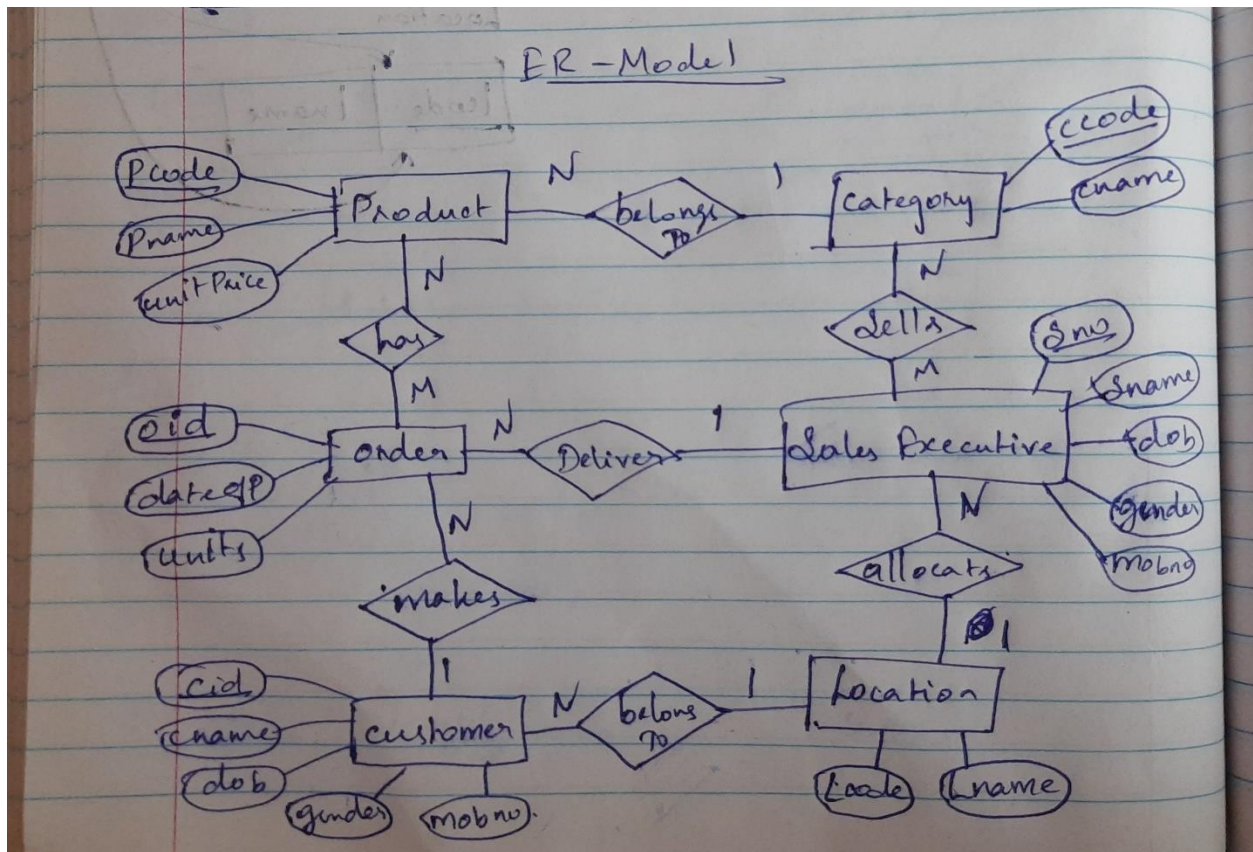 ER-Model
Pcode
Pname
unitPrice
Product
N
belongs
To
1
Category
ccode
cname
N
has
M
N
Sells
M
oid
dateofP
units
order
N
Deliver
1
Sales Executive
Sno
Sname
dob
gender
mobno
N
makes
1
N
allocats
1
cid
cname
dob
gender
mobno
customer
N
belons
To
1
Location
Lcode
Lname